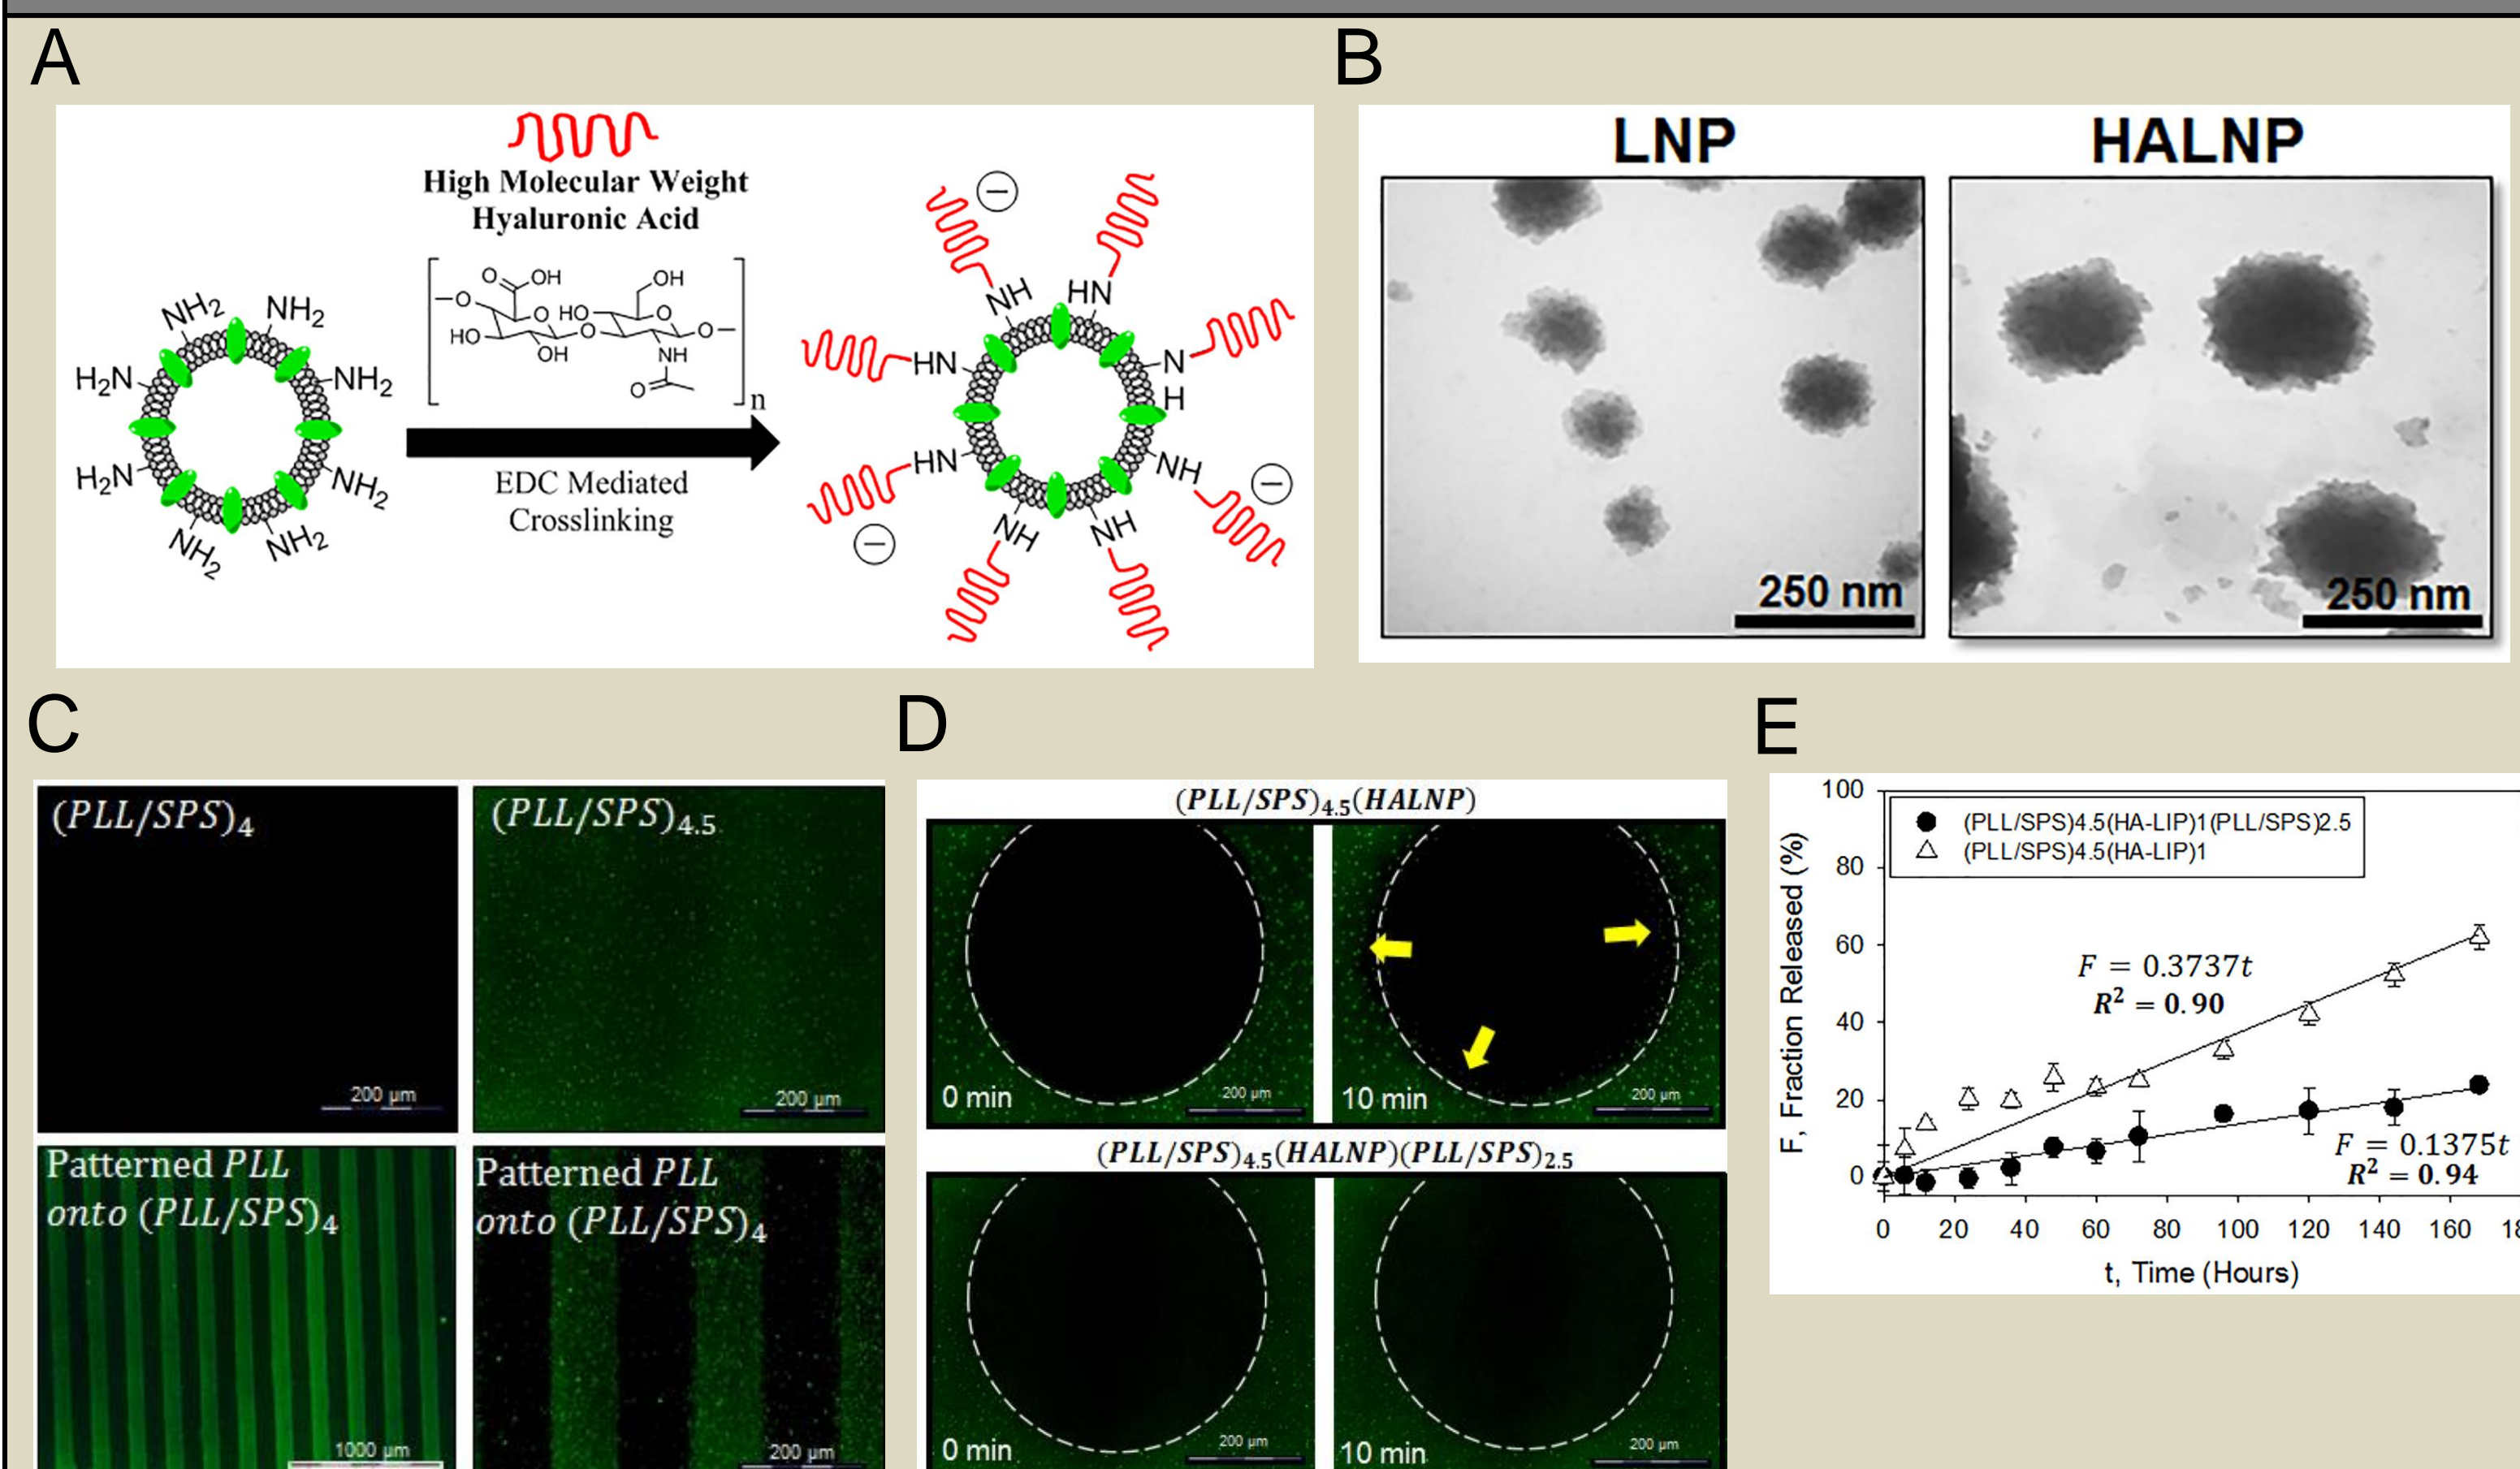 A
High Molecular Weight
Hyaluronic Acid
O
OH
OH
O
O
HO
O
O
O
HO
OH
NH
O
n
NH2
NH2
H2N
NH2
H2N
NH2
NH2
NH2
EDC Mediated
Crosslinking
−
NH
HN
HN
N
H
HN
NH
−
−
NH
NH
B
LNP
HALNP
250 nm
250 nm
C
(PLL/SPS)4
200 µm
(PLL/SPS)4.5
200 µm
Patterned PLL
onto (PLL/SPS)4
1000 µm
Patterned PLL
onto (PLL/SPS)4
200 µm
D
(PLL/SPS)4.5(HALNP)
0 min
200 µm
10 min
200 µm
(PLL/SPS)4.5(HALNP)(PLL/SPS)2.5
0 min
200 µm
10 min
200 µm
E
(PLL/SPS)4.5(HA-LIP)1(PLL/SPS)2.5
(PLL/SPS)4.5(HA-LIP)1
F, Fraction Released (%)
100
80
60
40
20
0
F = 0.3737t
R² = 0.90
F = 0.1375t
R² = 0.94
0 20 40 60 80 100 120 140 160
t, Time (Hours)